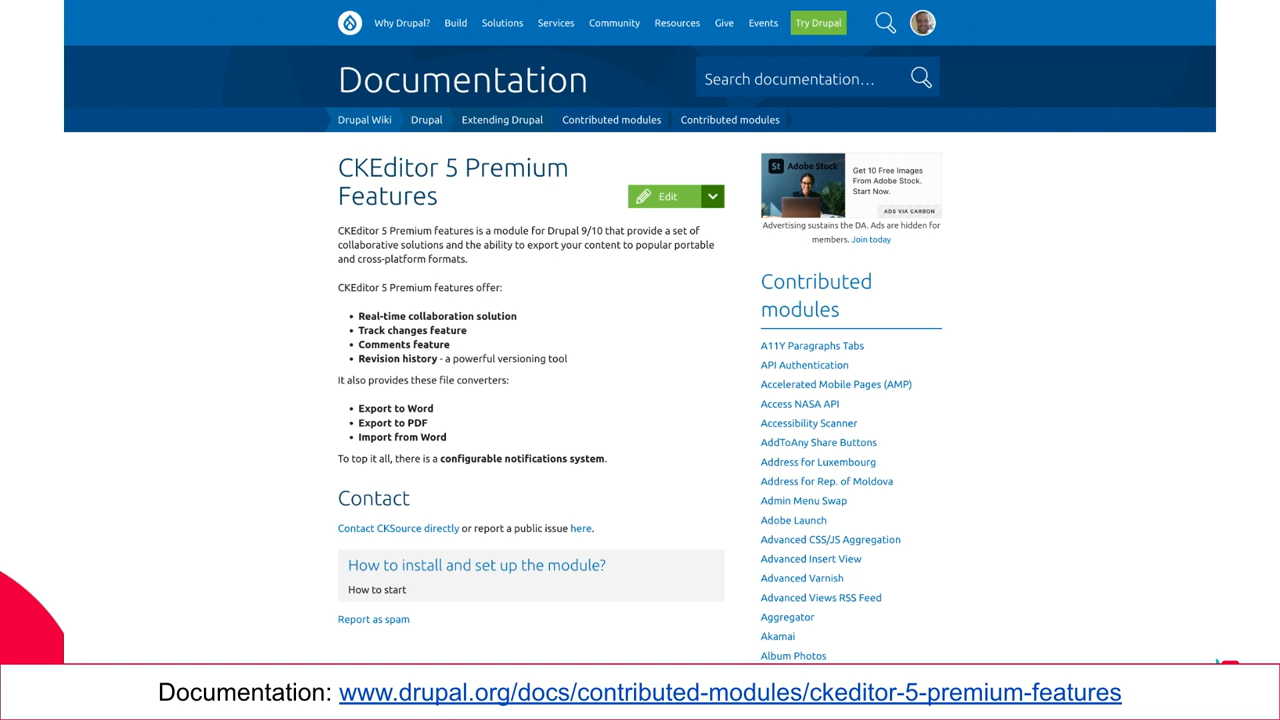 Why Drupal? Build Solutions Services Community Resources Give Events Try Drupal
Documentation
Search documentation...
Drupal Wiki Drupal Extending Drupal Contributed modules Contributed modules
CKEditor 5 Premium
Features
Edit
CKEditor 5 Premium features is a module for Drupal 9/10 that provide a set of
collaborative solutions and the ability to export your content to popular portable
and cross-platform formats.
CKEditor 5 Premium features offer:
• Real-time collaboration solution
• Track changes feature
• Comments feature
• Revision history - a powerful versioning tool
It also provides these file converters:
• Export to Word
• Export to PDF
• Import from Word
To top it all, there is a configurable notifications system.
Contact
Contact CKSource directly or report a public issue here.
How to install and set up the module?
How to start
Report as spam
St Adobe Stock
Get 10 Free Images
From Adobe Stock.
Start Now.
ADS VIA CARBON
Advertising sustains the DA. Ads are hidden for
members. Join today
Contributed
modules
A11Y Paragraphs Tabs
API Authentication
Accelerated Mobile Pages (AMP)
Access NASA API
Accessibility Scanner
AddToAny Share Buttons
Address for Luxembourg
Address for Rep. of Moldova
Admin Menu Swap
Adobe Launch
Advanced CSS/JS Aggregation
Advanced Insert View
Advanced Varnish
Advanced Views RSS Feed
Aggregator
Akamai
Album Photos
Documentation: www.drupal.org/docs/contributed-modules/ckeditor-5-premium-features